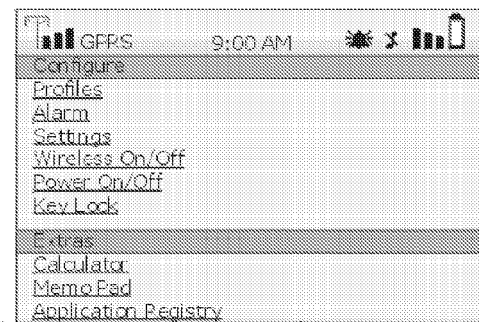 GPRS 9:00 AM
Configure
Profiles
Alarm
Settings
Wireless On/Off
Power On/Off
Key Lock
Extras
Calculator
Memo Pad
Application Registry